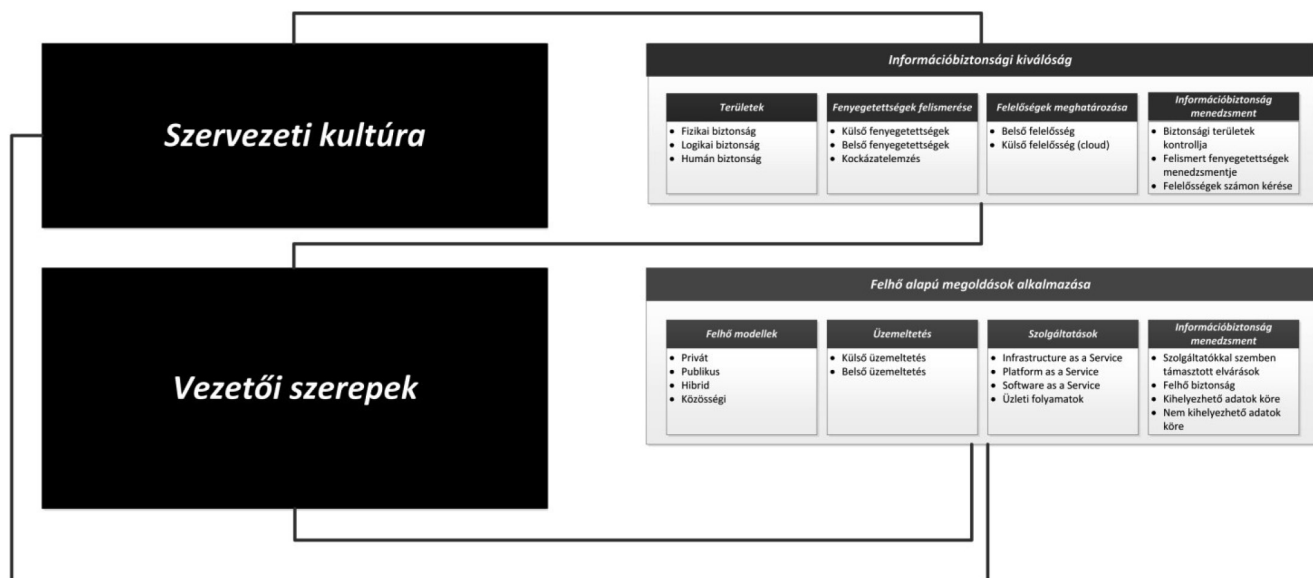 Szervezeti kultúra
Információbiztonsági kiválóság
Területek
• Fizikai biztonság
• Logikai biztonság
• Humán biztonság
Fenyegetettségek felismerése
• Külső fenyegetettségek
• Belső fenyegetettségek
• Kockázatelemzés
Felelőségek meghatározása
• Belső felelősség
• Külső felelősség (cloud)
Információbiztonság
menedzsment
• Biztonsági területek
kontrollja
• Felismert fenyegetettségek
menedzsmentje
• Felelősségek számon kérése
Vezetői szerepek
Felhő alapú megoldások alkalmazása
Felhő modellek
• Privát
• Publikus
• Hibrid
• Közösségi
Üzemeltetés
• Külső üzemeltetés
• Belső üzemeltetés
Szolgáltatások
• Infrastructure as a Service
• Platform as a Service
• Software as a Service
• Üzleti folyamatok
Információbiztonság
menedzsment
• Szolgáltatókkal szemben
támasztott elvárások
• Felhő biztonság
• Kihelyezhető adatok köre
• Nem kihelyezhető adatok
köre